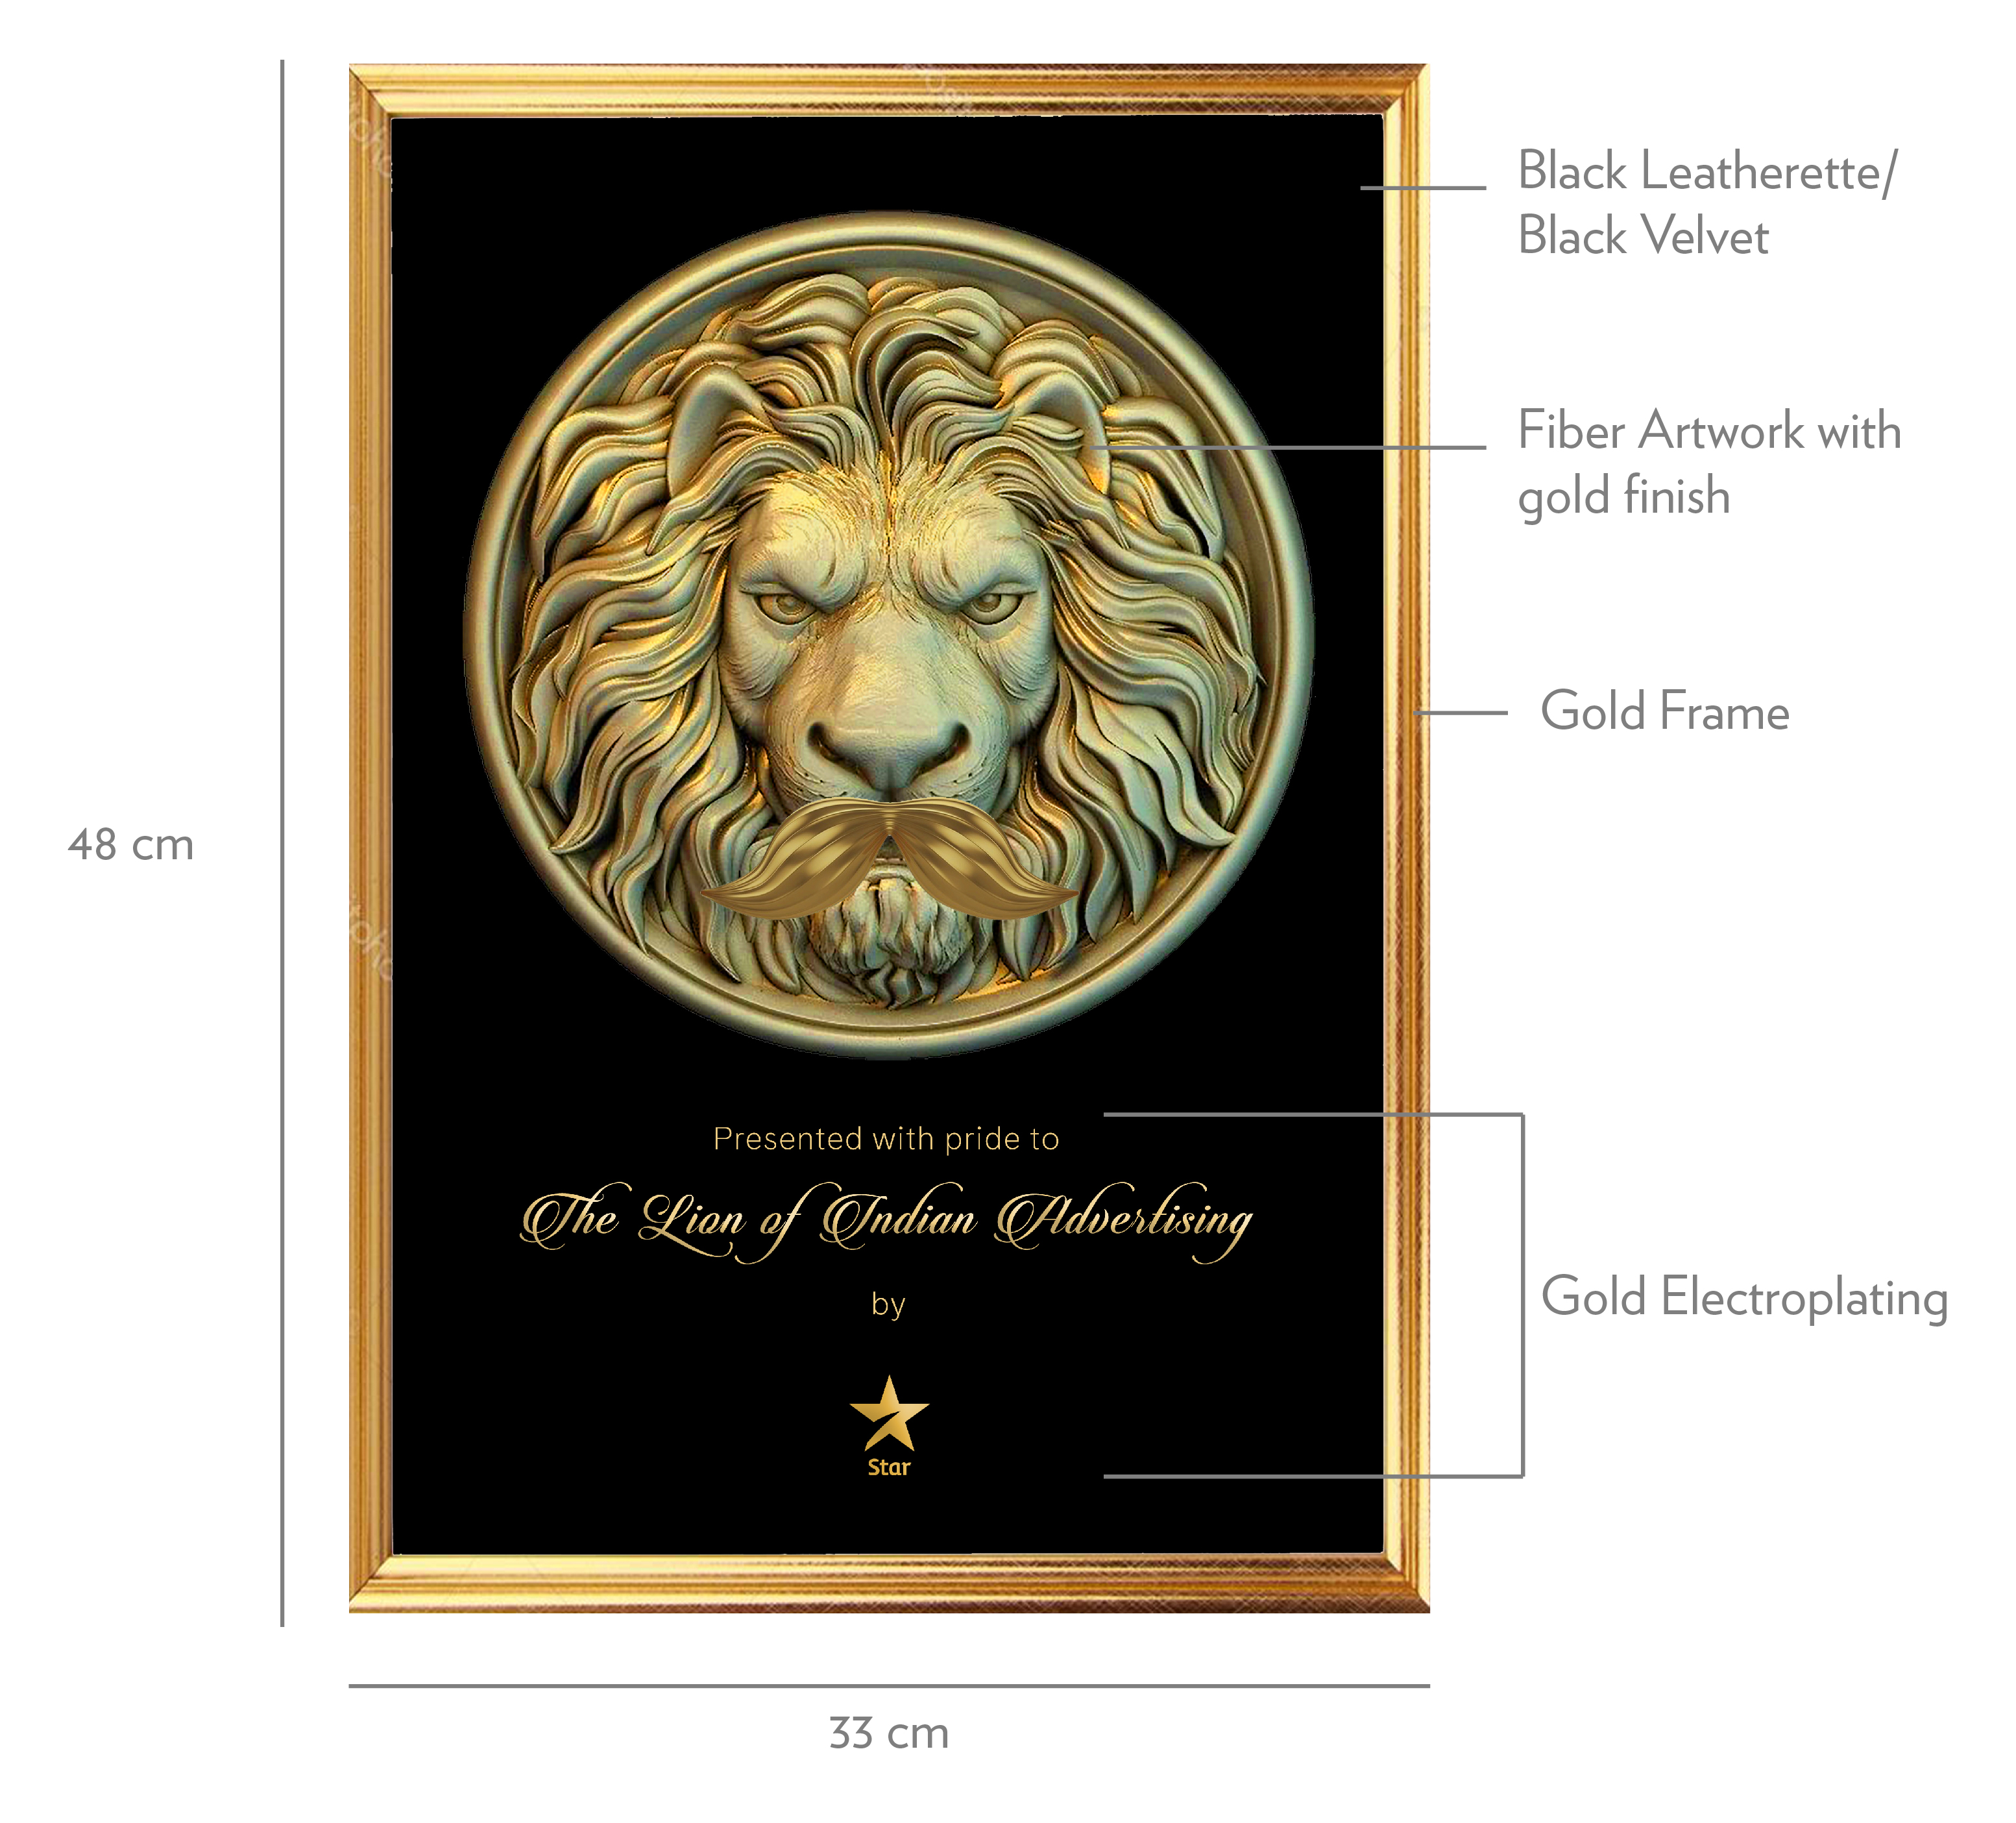 Black Leatherette/
Black Velvet
Fiber Artwork with
gold finish
Gold Frame
48 cm
Presented with pride to
The Lion of Indian Advertising
by
Star
Gold Electroplating
33 cm